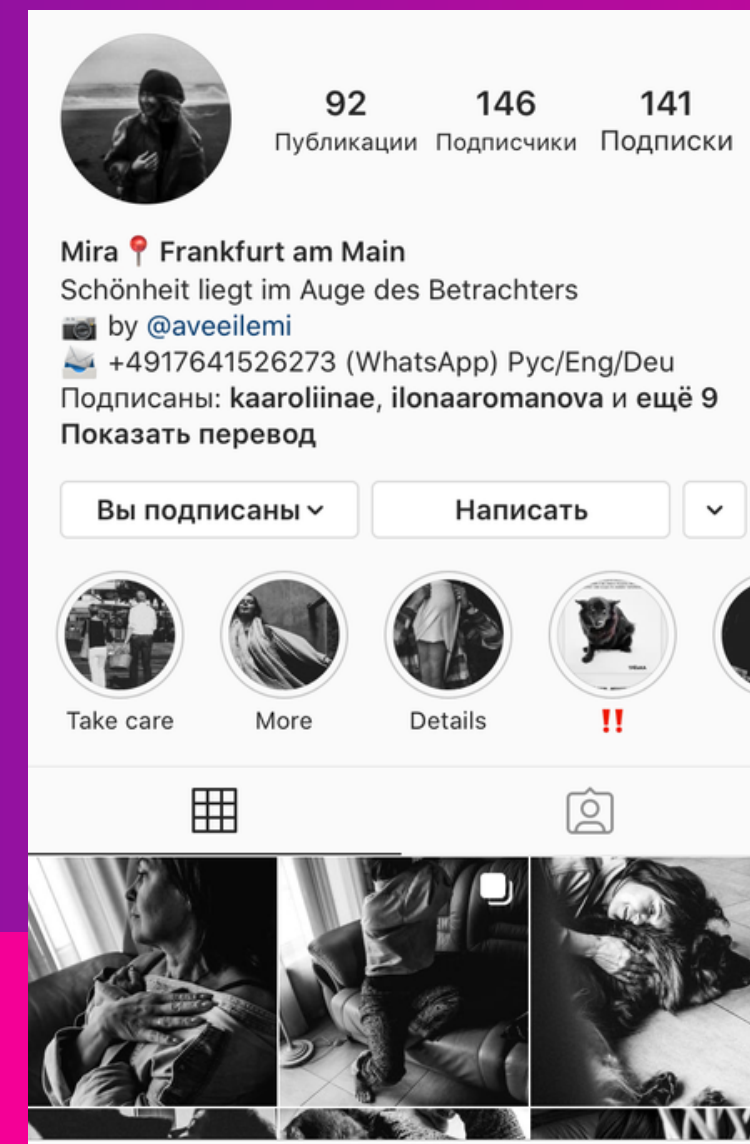 92 146 141
Публикации Подписчики Подписки
Mira📍Frankfurt am Main
Schönheit liegt im Auge des Betrachters
📷 by @aveeilemi
📨 +4917641526273 (WhatsApp) Рус/Eng/Deu
Подписаны: kaaroliinae, ilonaaromanova и ещё 9
Показать перевод
Вы подписаны Написать
Take care More Details ‼️